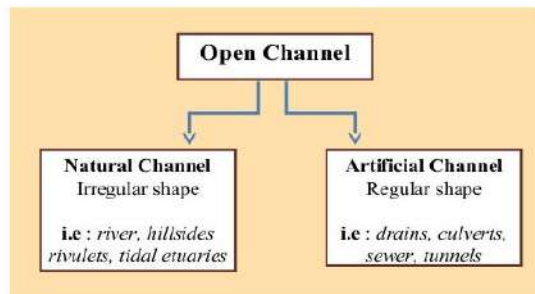 Open Channel
Natural Channel
Irregular shape
i.e : river, hillsides
rivulets, tidal etuaries
Artificial Channel
Regular shape
i.e : drains, culverts,
sewer, tunnels